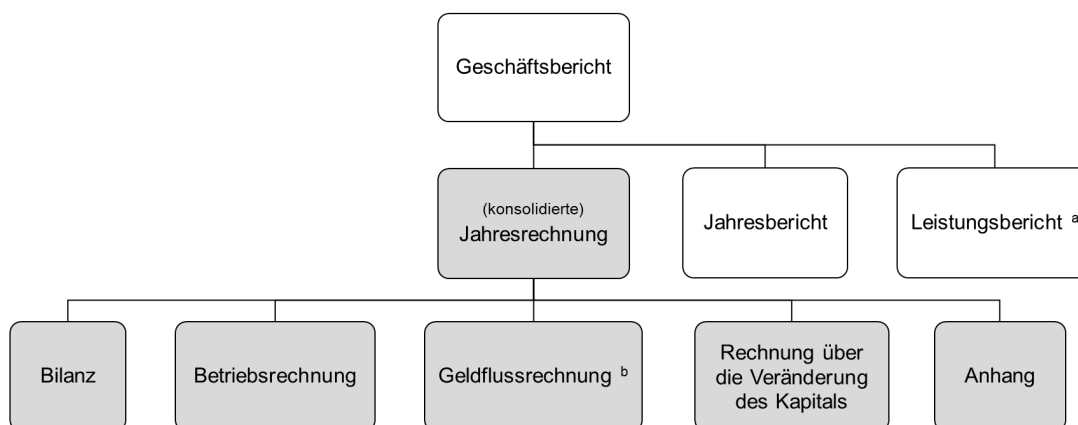 Geschäftsbericht
(konsolidierte)
Jahresrechnung
Jahresbericht
Leistungsbericht a
Bilanz
Betriebsrechnung
Geldflussrechnung b
Rechnung über
die Veränderung
des Kapitals
Anhang